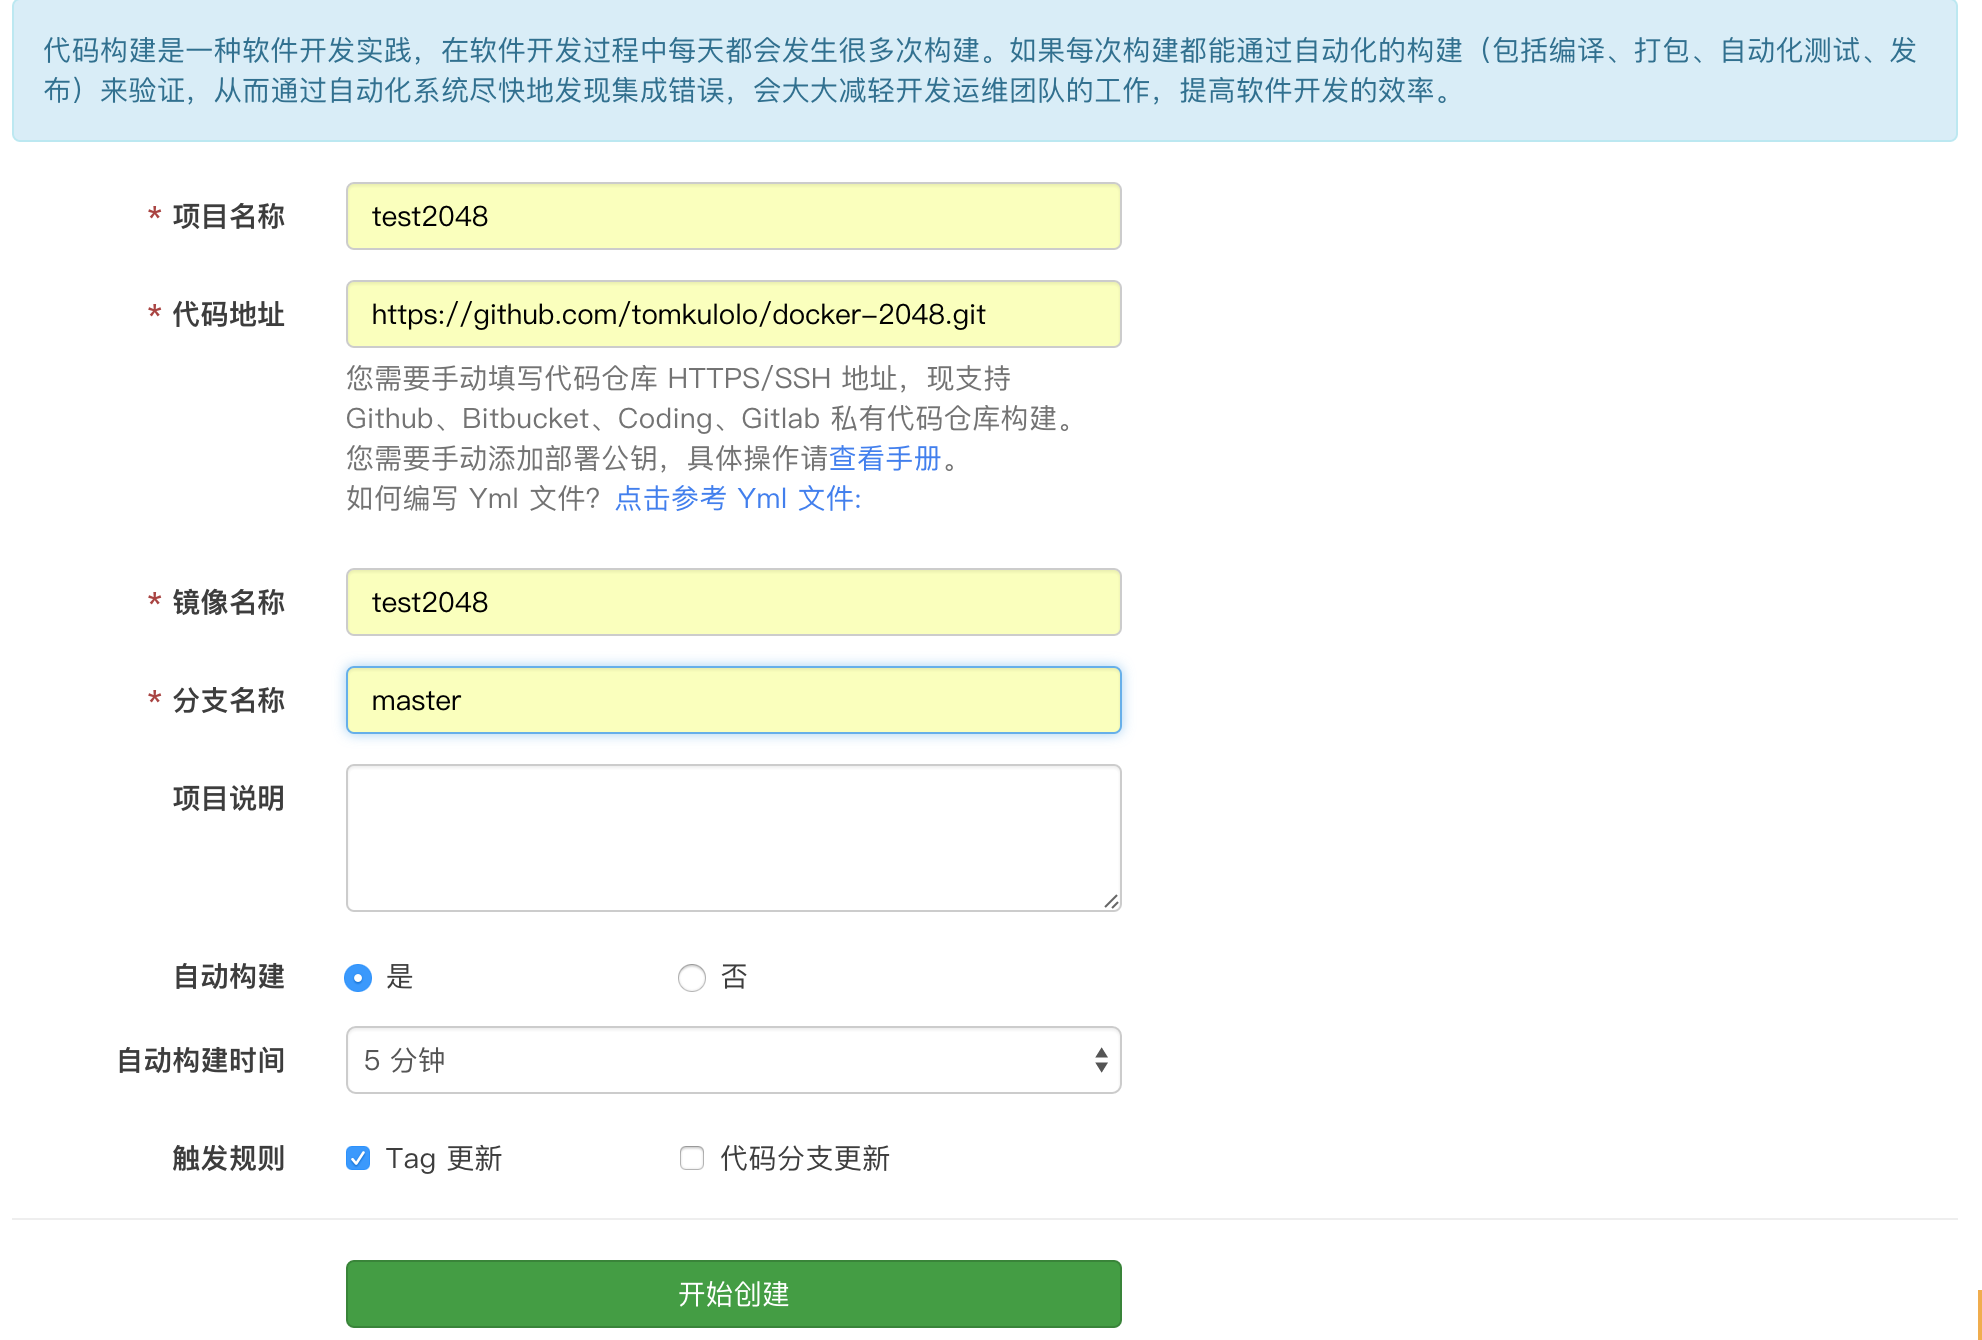 代码构建是一种软件开发实践，在软件开发过程中每天都会发生很多次构建。如果每次构建都能通过自动化的构建（包括编译、打包、自动化测试、发
布）来验证，从而通过自动化系统尽快地发现集成错误，会大大减轻开发运维团队的工作，提高软件开发的效率。
* 项目名称 test2048
* 代码地址 https://github.com/tomkulolo/docker-2048.git
您需要手动填写代码仓库 HTTPS/SSH 地址，现支持
Github、Bitbucket、Coding、Gitlab 私有代码仓库构建。
您需要手动添加部署公钥，具体操作请查看手册。
如何编写 Yml 文件？点击参考 Yml 文件:
* 镜像名称 test2048
* 分支名称 master
项目说明
自动构建 是 否
自动构建时间 5 分钟
触发规则 Tag 更新 代码分支更新
开始创建